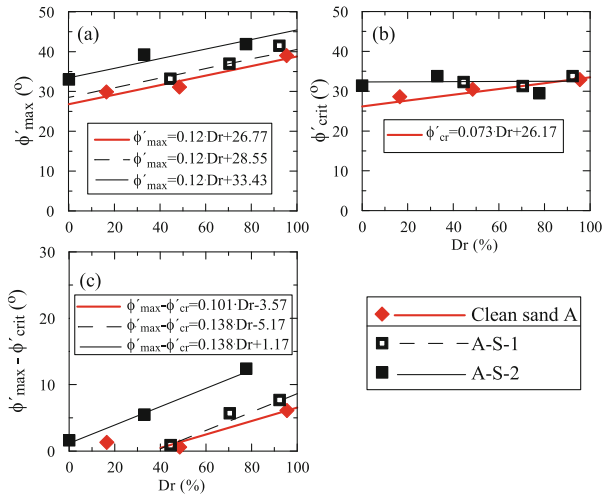 (a)
50
40
30
20
10
0
ϕ´max (°)
ϕ´max=0.12·Dr+26.77
ϕ´max=0.12·Dr+28.55
ϕ´max=0.12·Dr+33.43
0 20 40 60 80 100
(b)
50
40
30
20
10
0
ϕ´crit (°)
ϕ´cr=0.073·Dr+26.17
0 20 40 60 80 100
Dr (%)
(c)
30
20
10
0
ϕ´max - ϕ´crit (°)
ϕ´max-ϕ´cr=0.101·Dr-3.57
ϕ´max-ϕ´cr=0.138·Dr-5.17
ϕ´max-ϕ´cr=0.138·Dr+1.17
0 20 40 60 80 100
Dr (%)
Clean sand A
A-S-1
A-S-2